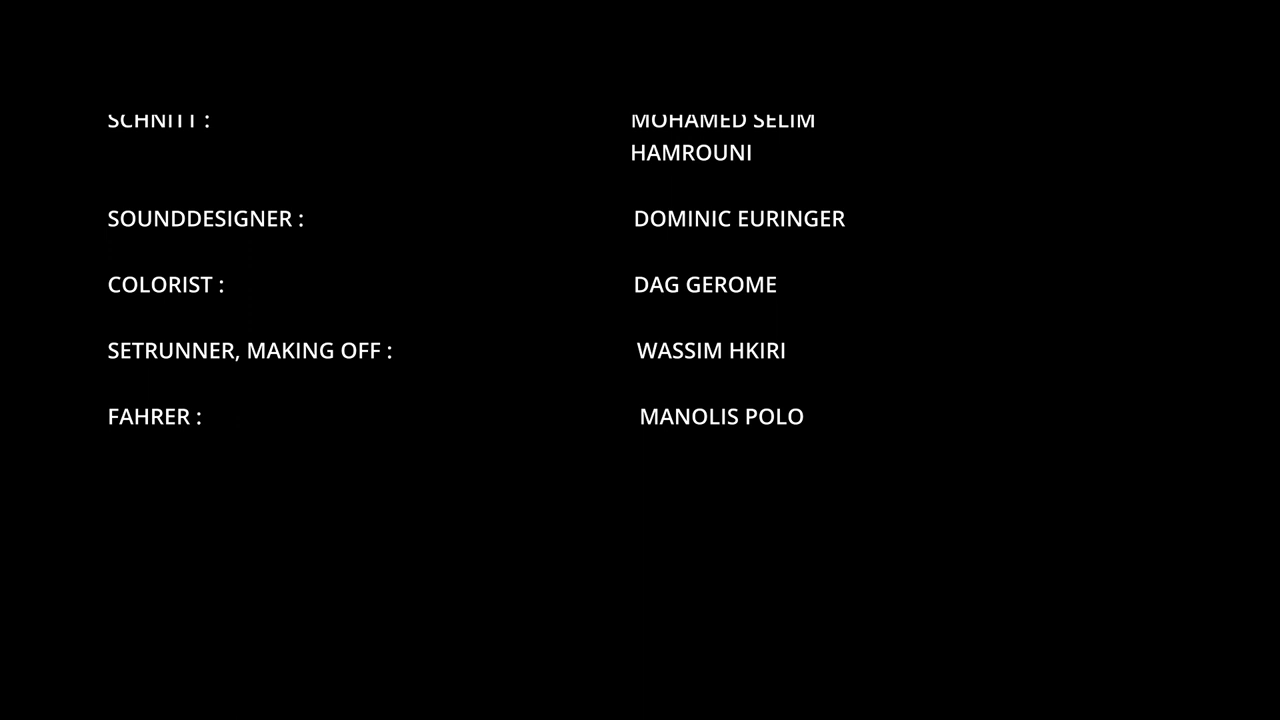 SCHNITT : MOHAMED SELIM
HAMROUNI
SOUNDDESIGNER : DOMINIC EURINGER
COLORIST : DAG GEROME
SETRUNNER, MAKING OFF : WASSIM HKIRI
FAHRER : MANOLIS POLO